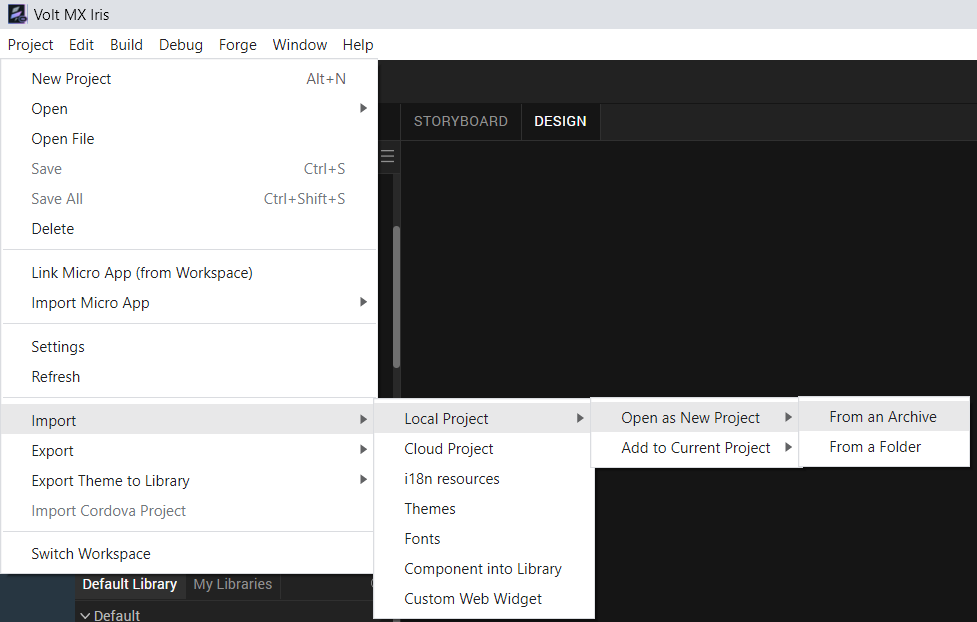 Volt MX Iris
Project Edit Build Debug Forge Window Help
New Project Alt+N
Open
Open File
Save Ctrl+S
Save All Ctrl+Shift+S
Delete
Link Micro App (from Workspace)
Import Micro App
Settings
Refresh
Import
Export
Export Theme to Library
Import Cordova Project
Switch Workspace
STORYBOARD DESIGN
Local Project
Cloud Project
i18n resources
Themes
Fonts
Component into Library
Custom Web Widget
Open as New Project
Add to Current Project
From an Archive
From a Folder
Default Library My Libraries
Default